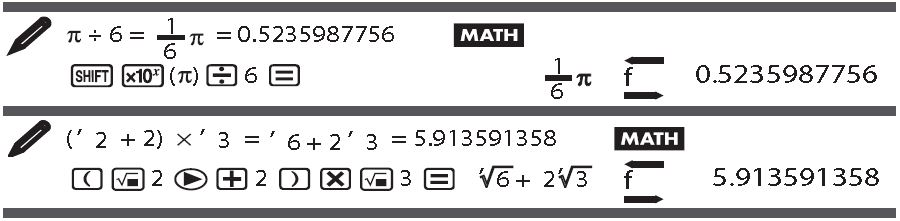 π ÷ 6 = 1/6 π = 0.5235987756 MATH
SHIFT ×10ˣ (π) ÷ 6 = 1/6 π f 0.5235987756
(′ 2 + 2) × ′ 3 = ′ 6 + 2 ′ 3 = 5.913591358 MATH
( √■ 2 ▶ + 2 ) × √■ 3 = √6 + 2√3 f 5.913591358